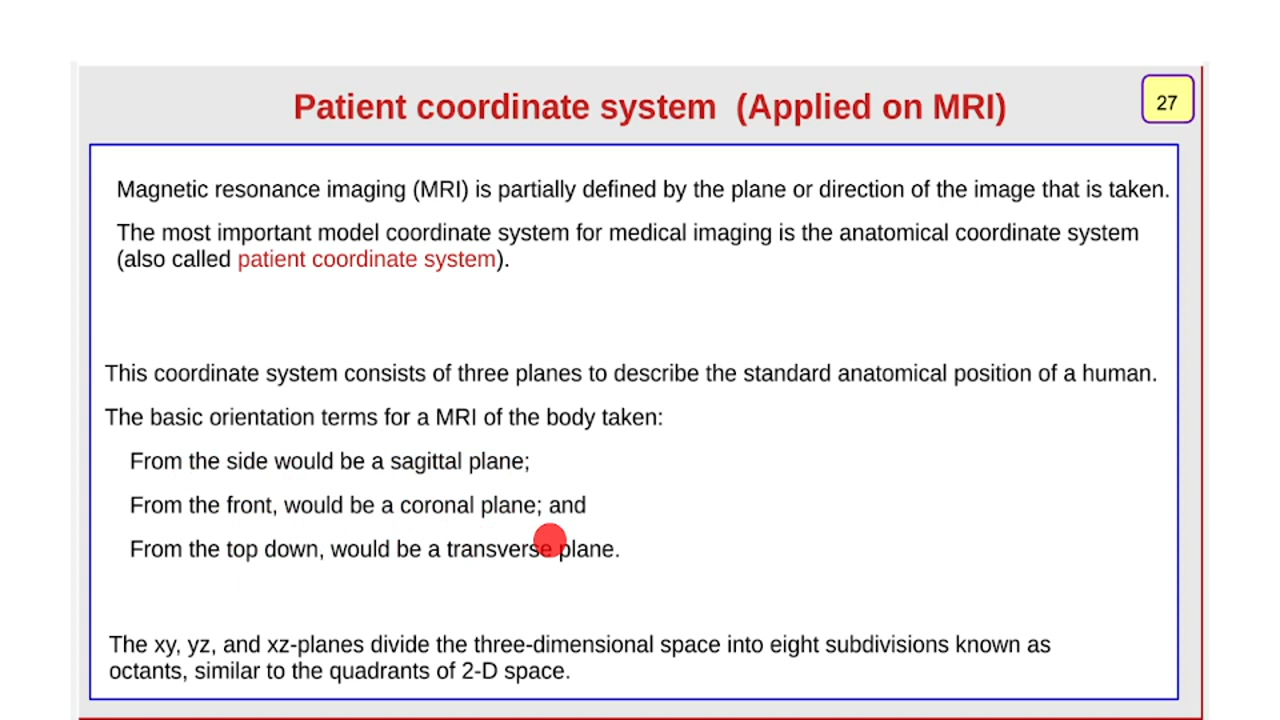 Patient coordinate system (Applied on MRI)
27
Magnetic resonance imaging (MRI) is partially defined by the plane or direction of the image that is taken.
The most important model coordinate system for medical imaging is the anatomical coordinate system
(also called patient coordinate system).
This coordinate system consists of three planes to describe the standard anatomical position of a human.
The basic orientation terms for a MRI of the body taken:
From the side would be a sagittal plane;
From the front, would be a coronal plane; and
From the top down, would be a transverse plane.
The xy, yz, and xz-planes divide the three-dimensional space into eight subdivisions known as
octants, similar to the quadrants of 2-D space.